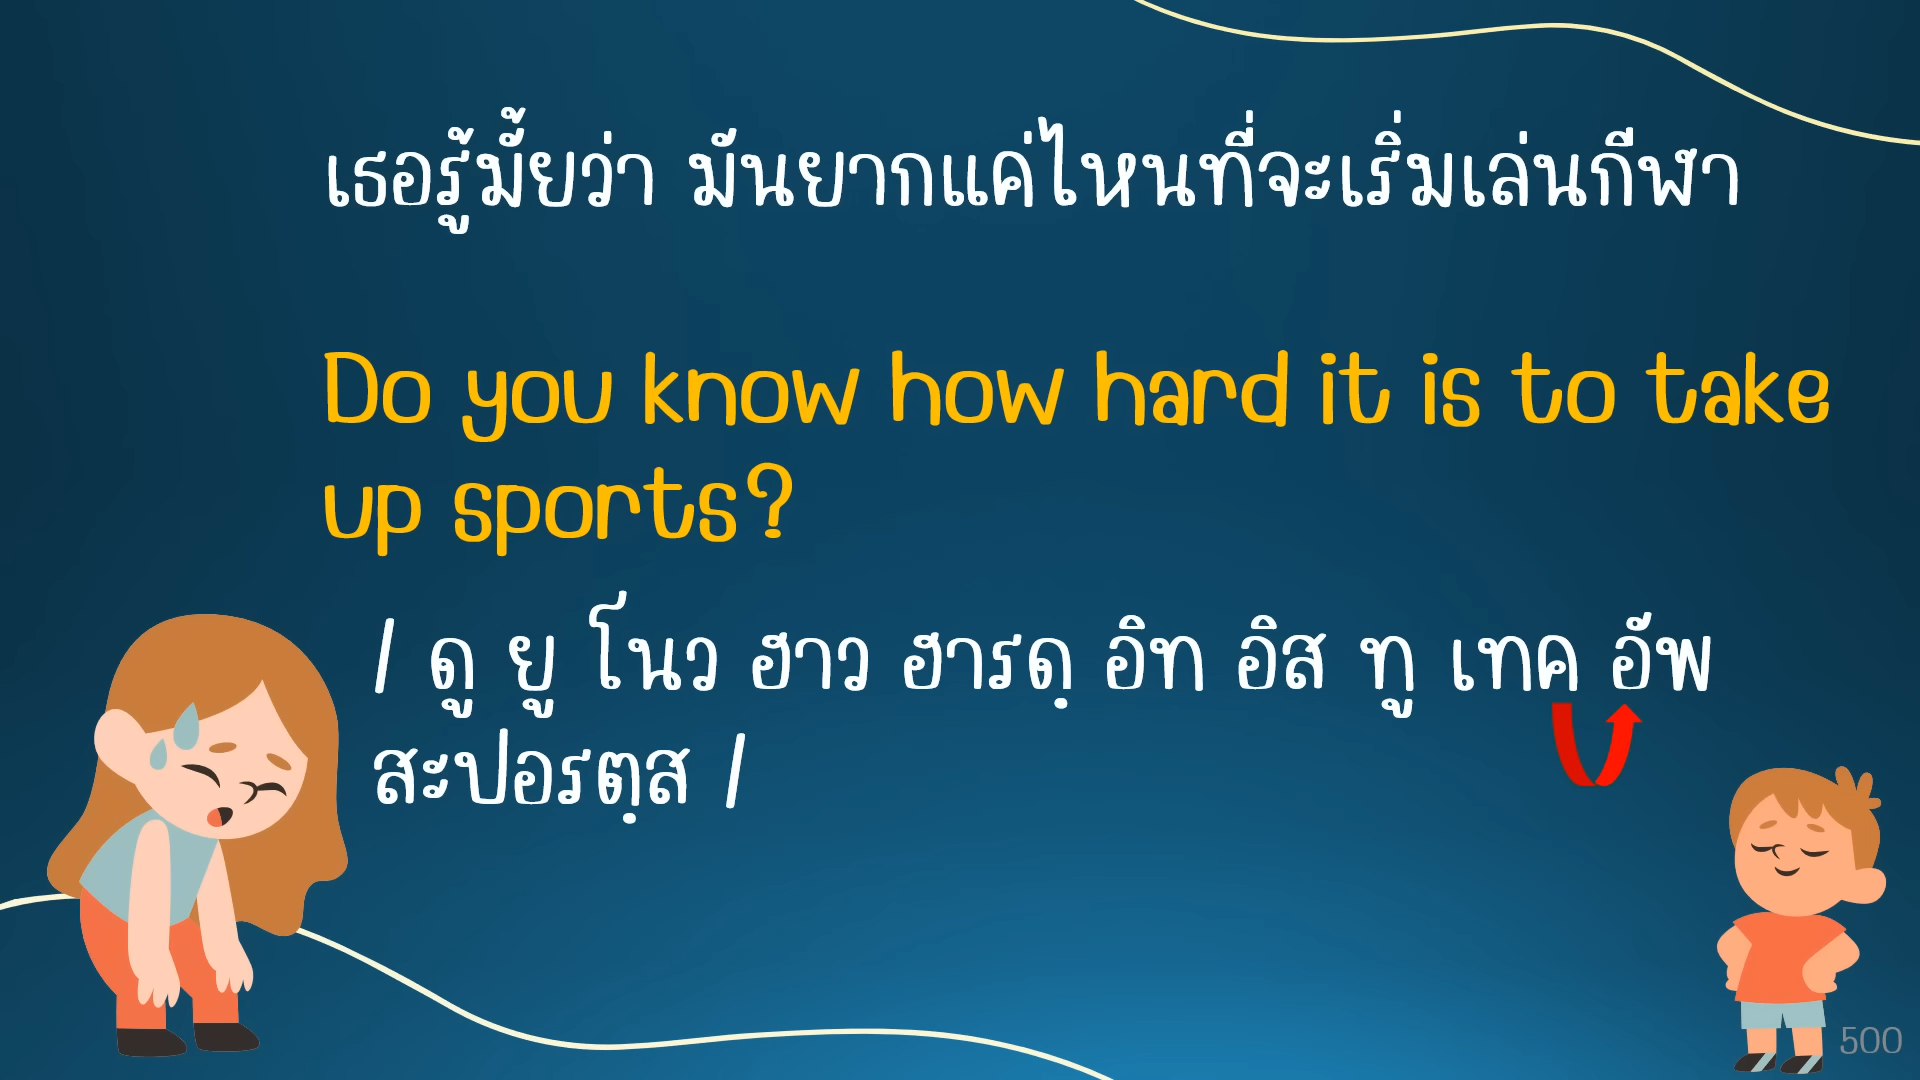 เธอรู้มั้ยว่า มันยากแค่ไหนที่จะเริ่มเล่นกีฬา
Do you know how hard it is to take
up sports?
/ ดู ยู โนว ฮาว ฮารดฺ อิท อิส ทู เทค อัพ
สะปอรตฺส /
500